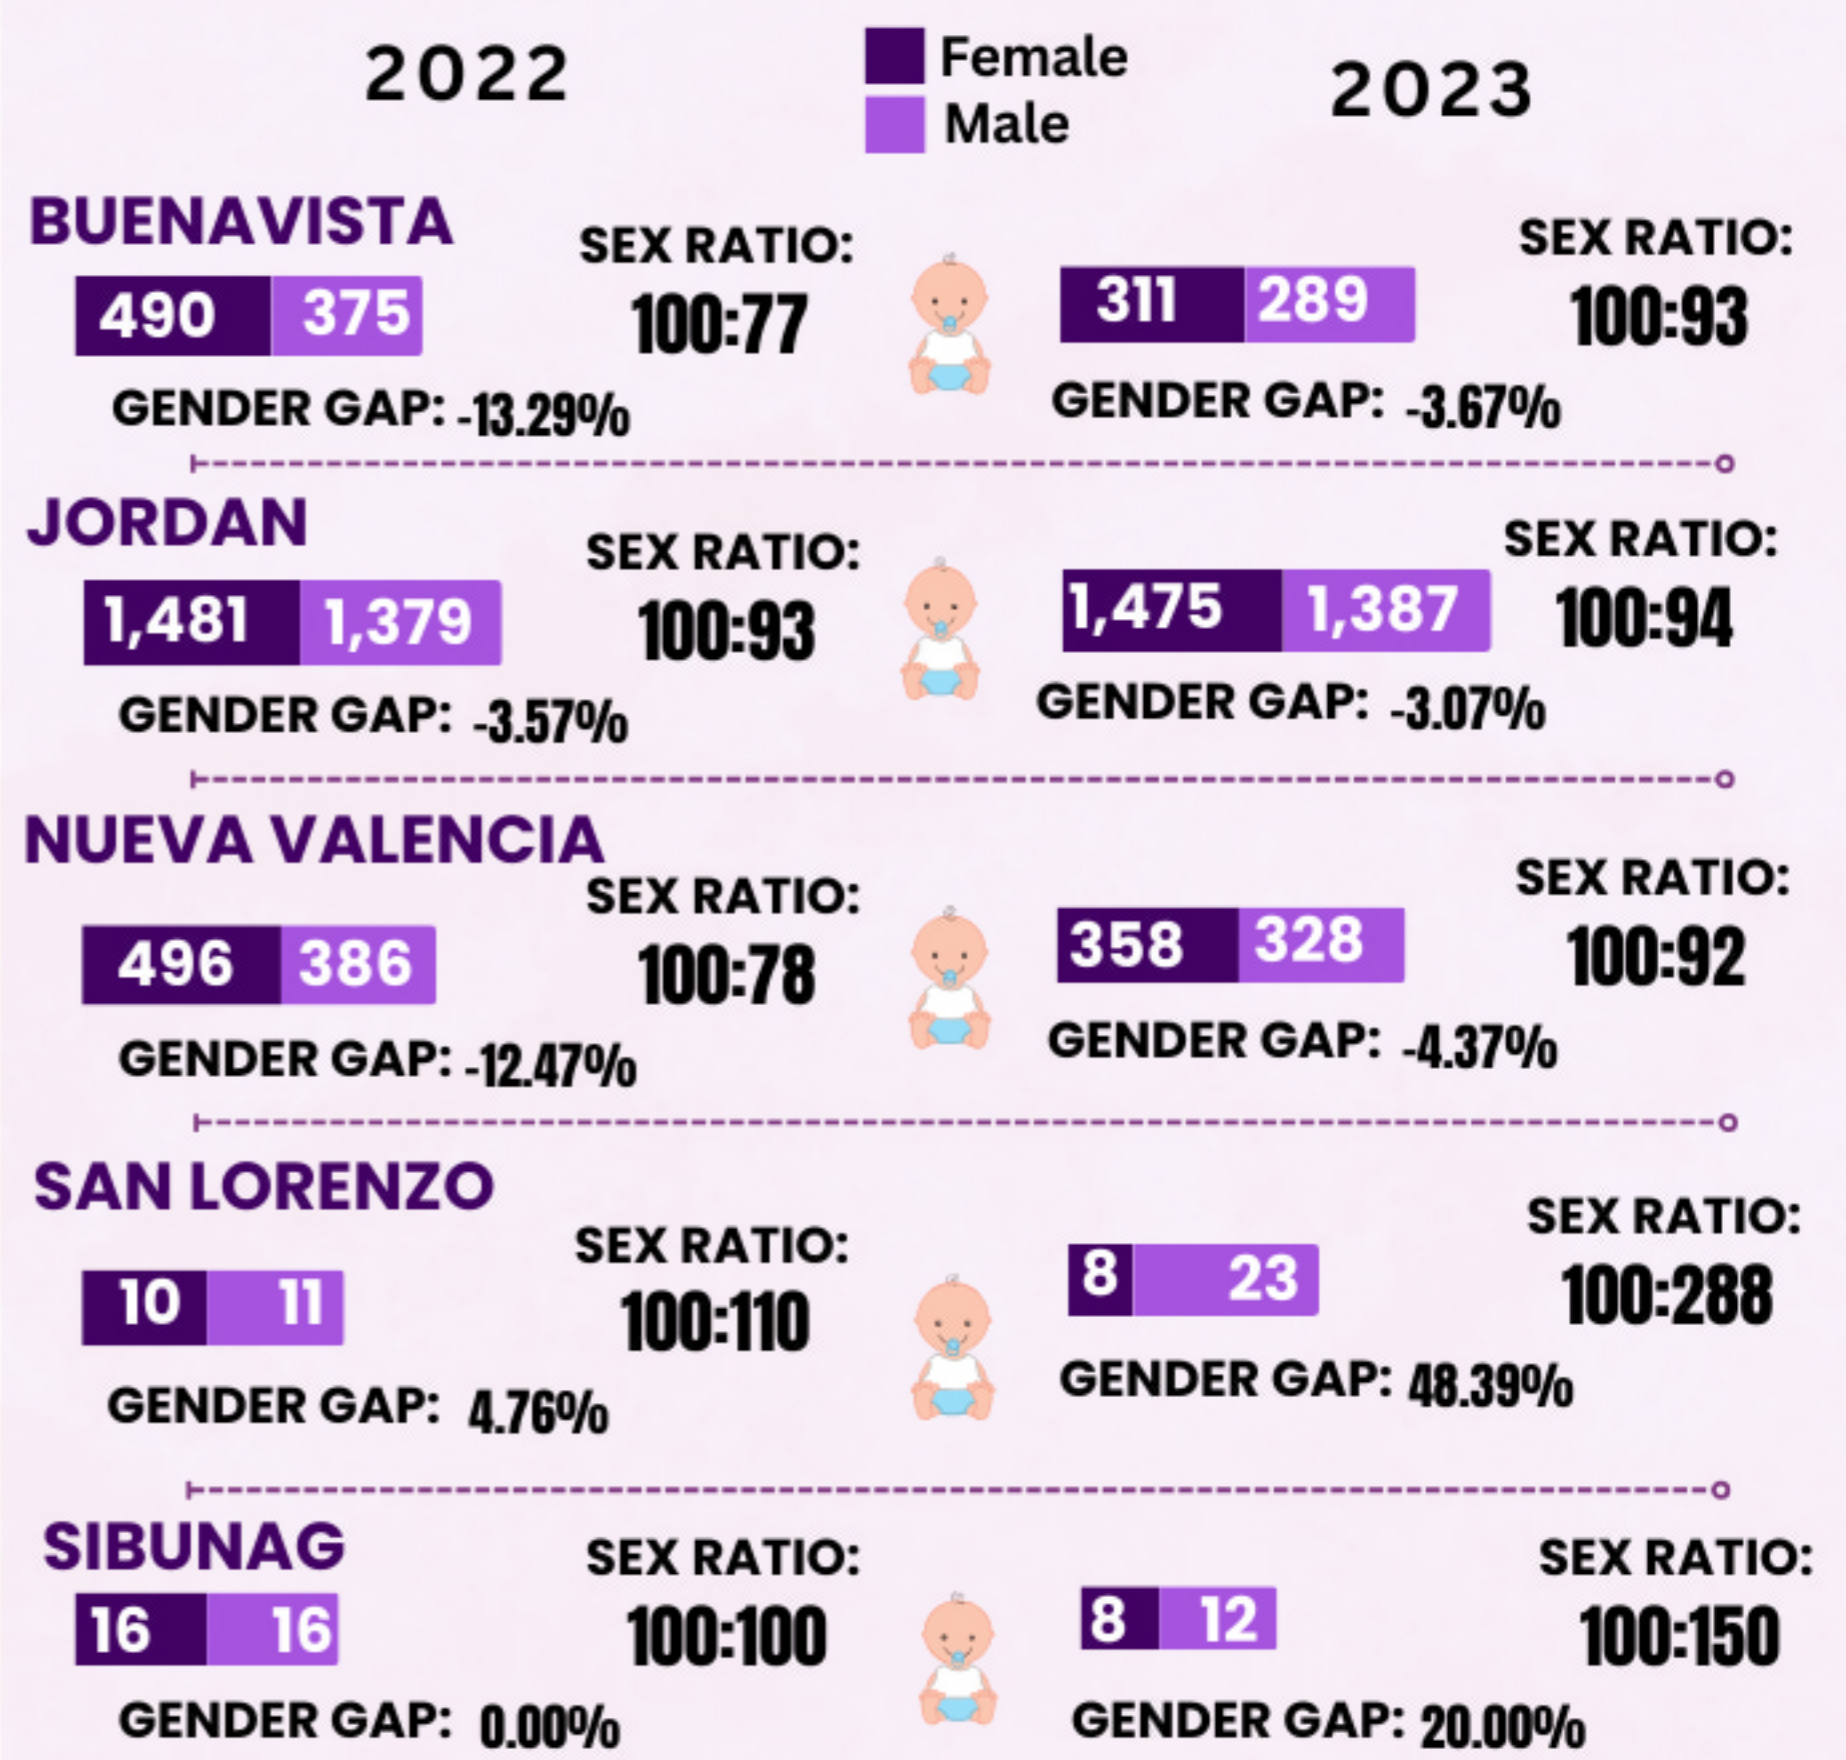 2022
Female
Male
2023
BUENAVISTA
490 375
SEX RATIO:
100:77
GENDER GAP: -13.29%
311 289
SEX RATIO:
100:93
GENDER GAP: -3.67%
JORDAN
1,481 1,379
SEX RATIO:
100:93
GENDER GAP: -3.57%
1,475 1,387
SEX RATIO:
100:94
GENDER GAP: -3.07%
NUEVA VALENCIA
496 386
SEX RATIO:
100:78
GENDER GAP: -12.47%
358 328
SEX RATIO:
100:92
GENDER GAP: -4.37%
SAN LORENZO
10 11
SEX RATIO:
100:110
GENDER GAP: 4.76%
8 23
SEX RATIO:
100:288
GENDER GAP: 48.39%
SIBUNAG
16 16
SEX RATIO:
100:100
GENDER GAP: 0.00%
8 12
SEX RATIO:
100:150
GENDER GAP: 20.00%